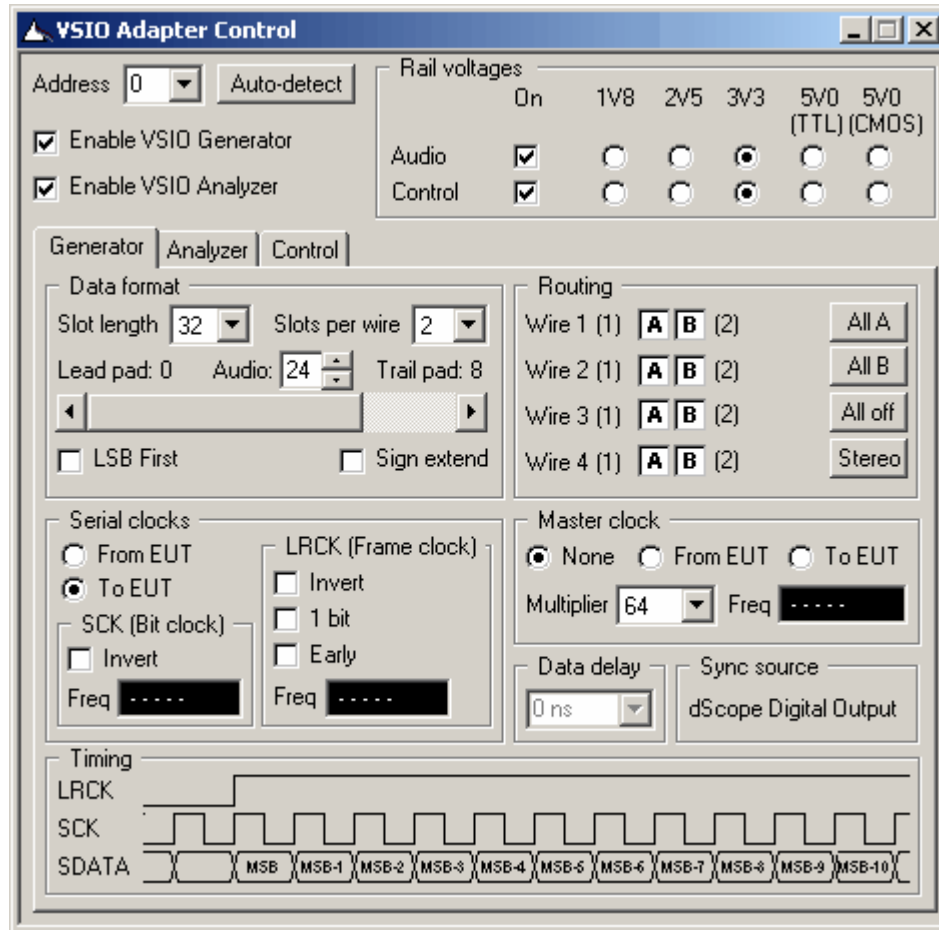 VSIO Adapter Control
Address 0 Auto-detect
Enable VSIO Generator
Enable VSIO Analyzer
Rail voltages
On 1V8 2V5 3V3 5V0 (TTL) 5V0 (CMOS)
Audio
Control
Generator Analyzer Control
Data format
Slot length 32 Slots per wire 2
Lead pad: 0 Audio: 24 Trail pad: 8
LSB First Sign extend
Routing
Wire 1 (1) A B (2) All A
Wire 2 (1) A B (2) All B
Wire 3 (1) A B (2) All off
Wire 4 (1) A B (2) Stereo
Serial clocks
From EUT
To EUT
SCK (Bit clock)
Invert
Freq -----
LRCK (Frame clock)
Invert
1 bit
Early
Freq -----
Master clock
None From EUT To EUT
Multiplier 64 Freq -----
Data delay
0 ns
Sync source
dScope Digital Output
Timing
LRCK
SCK
SDATA MSB MSB-1 MSB-2 MSB-3 MSB-4 MSB-5 MSB-6 MSB-7 MSB-8 MSB-9 MSB-10